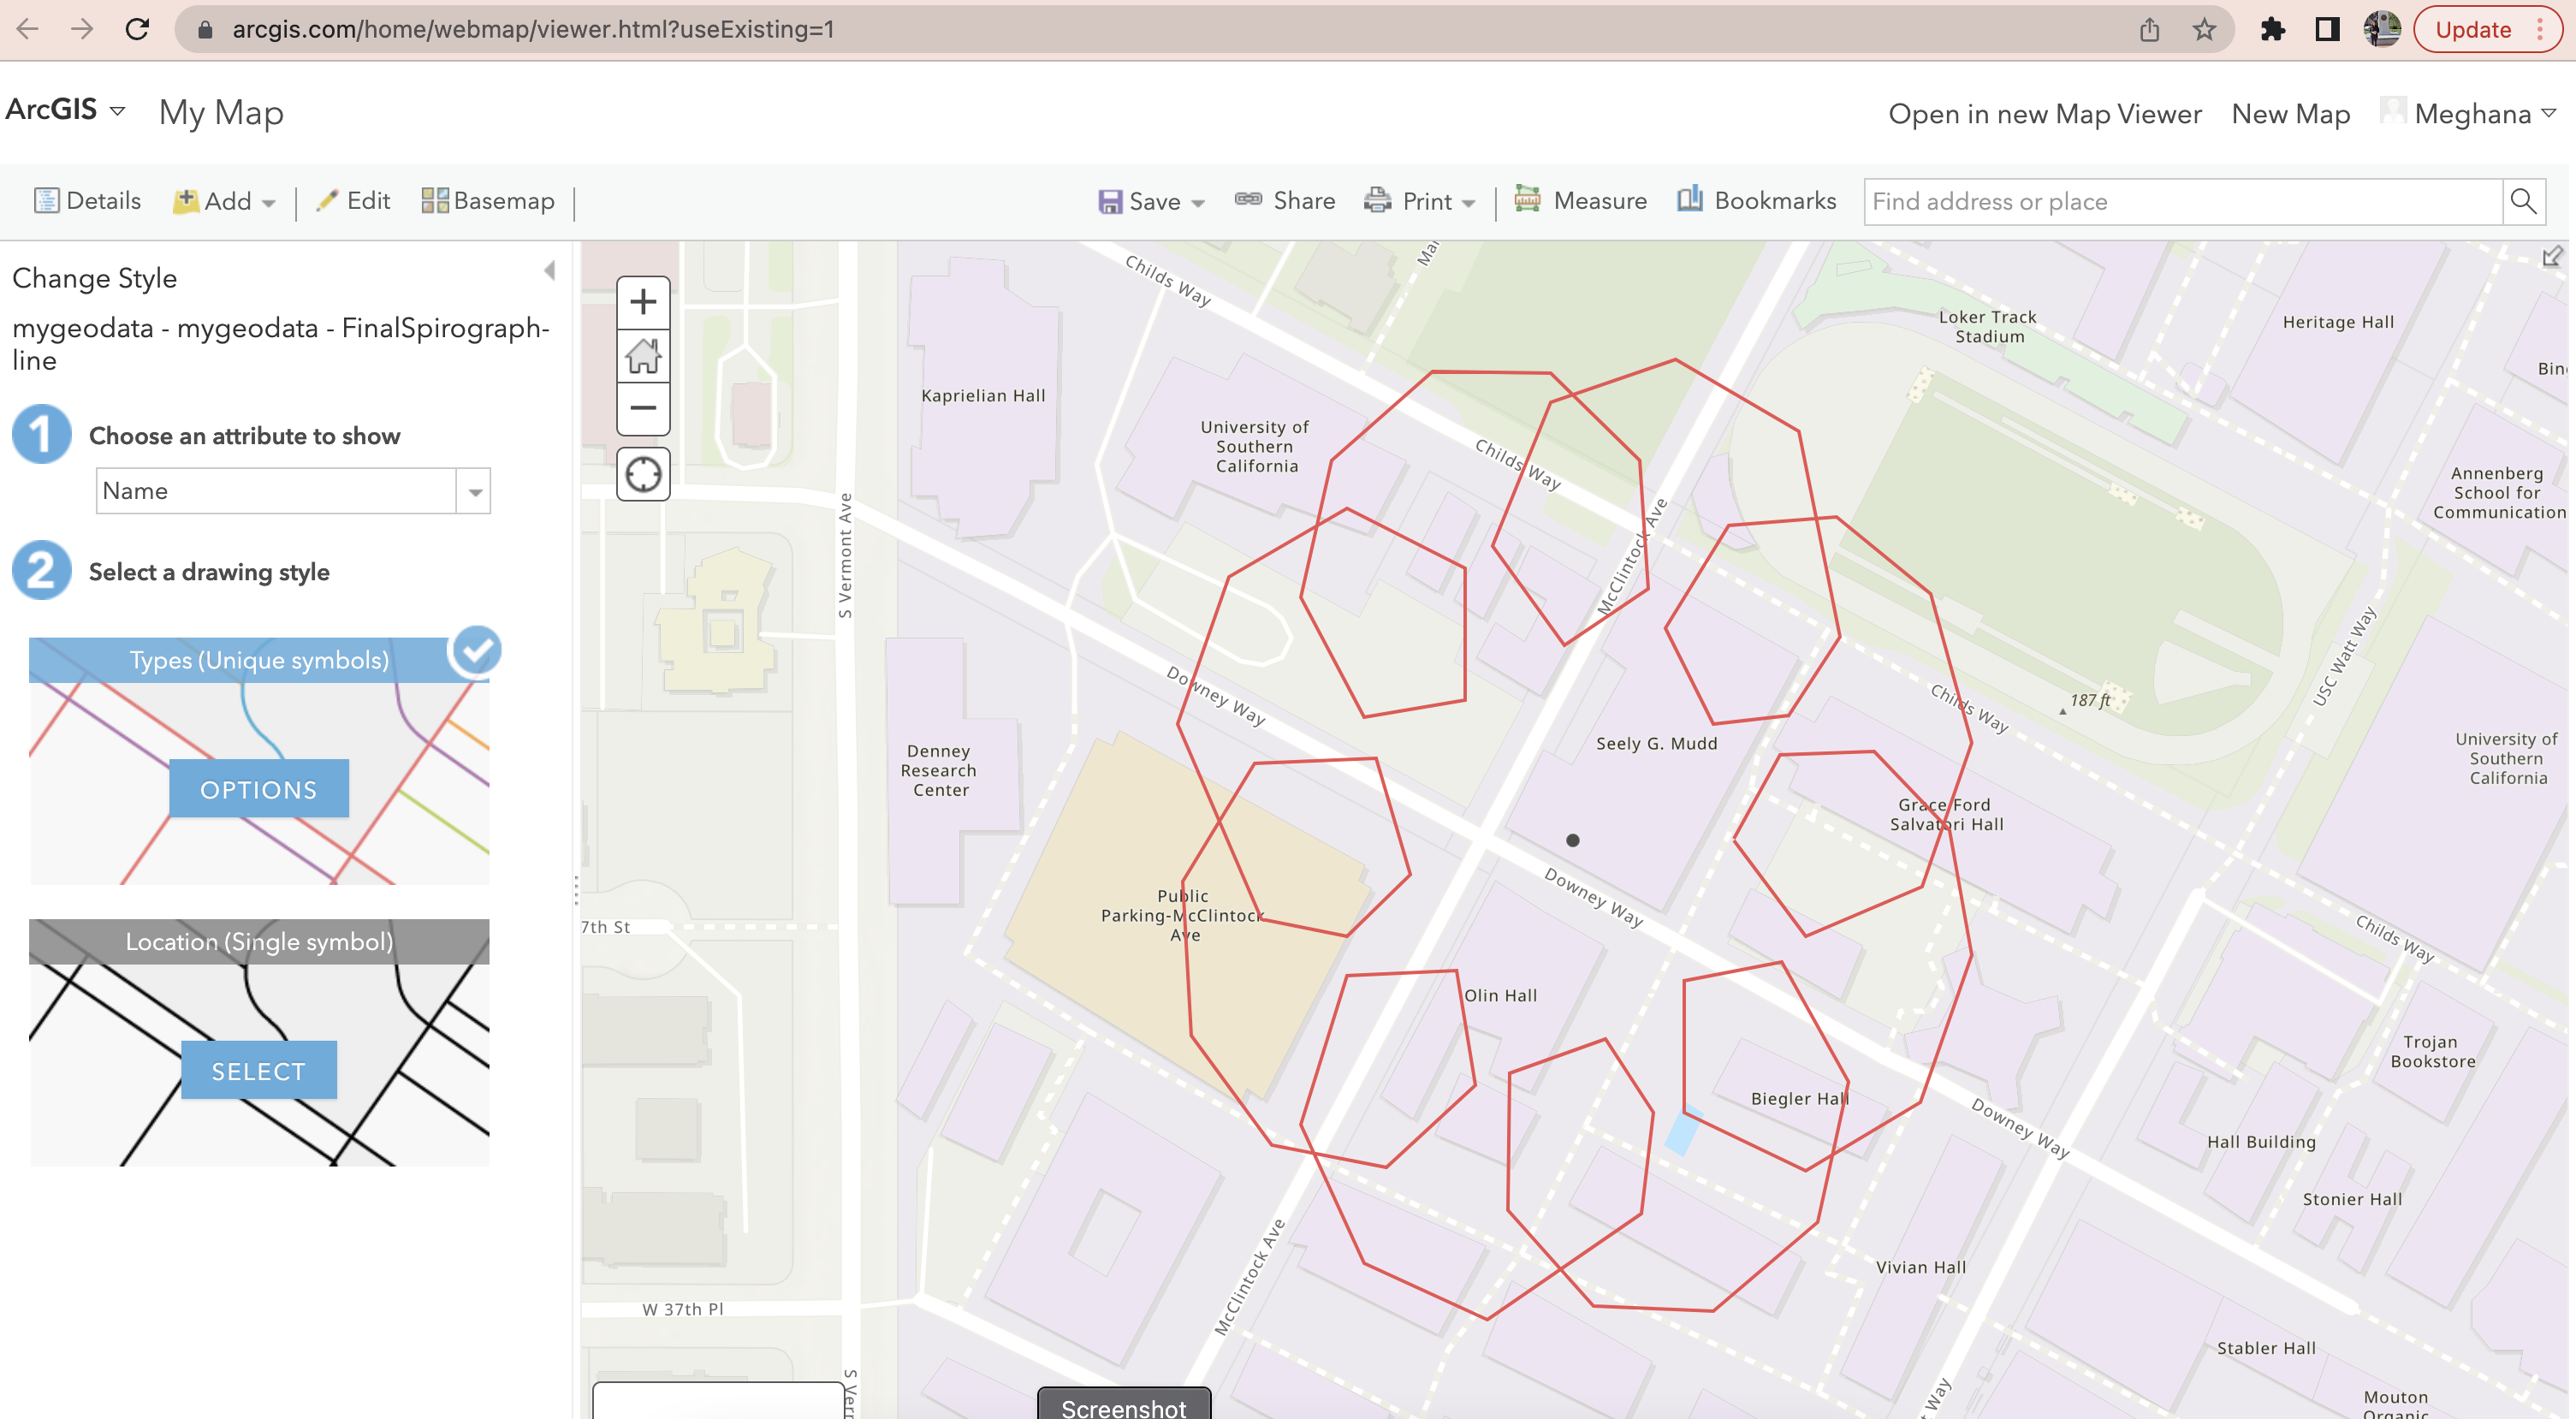 arcgis.com/home/webmap/viewer.html?useExisting=1
Update
ArcGIS
My Map
Open in new Map Viewer
New Map
Meghana
Details
Add
Edit
Basemap
Save
Share
Print
Measure
Bookmarks
Find address or place
Change Style
mygeodata - mygeodata - FinalSpirograph-
line
1
Choose an attribute to show
Name
2
Select a drawing style
Types (Unique symbols)
OPTIONS
Location (Single symbol)
SELECT
Childs Way
Loker Track
Stadium
Heritage Hall
Kaprielian Hall
University of
Southern
California
Childs Way
Annenberg
School for
Communication
S Vermont Ave
McClintock Ave
USC Watt Way
Downey Way
187 ft
Childs Way
Seely G. Mudd
Denney
Research
Center
University of
Southern
California
Grace Ford
Salvatori Hall
Public
Parking-McClintock
Ave
Downey Way
7th St
Childs Way
Olin Hall
Trojan
Bookstore
Biegler Hall
Downey Way
Hall Building
Stonier Hall
McClintock Ave
Vivian Hall
W 37th Pl
Stabler Hall
Mouton
Organic
Way
Screenshot